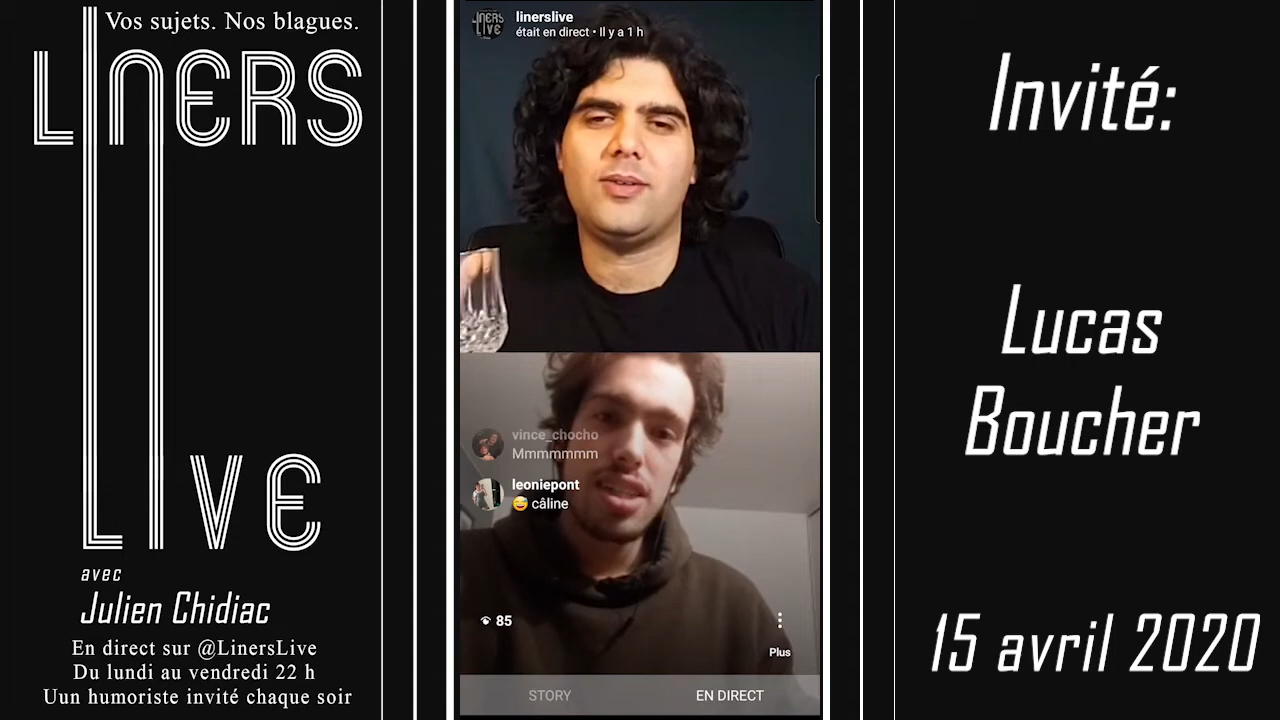 Vos sujets. Nos blagues.
LINERS
LIVE
avec
Julien Chidiac
En direct sur @LinersLive
Du lundi au vendredi 22 h
Uun humoriste invité chaque soir
LINERS
LIVE
linerslive
était en direct • Il y a 1 h
vince_chocho
Mmmmmmm
leoniepont
😅 câline
85
Plus
STORY
EN DIRECT
Invité:
Lucas
Boucher
15 avril 2020